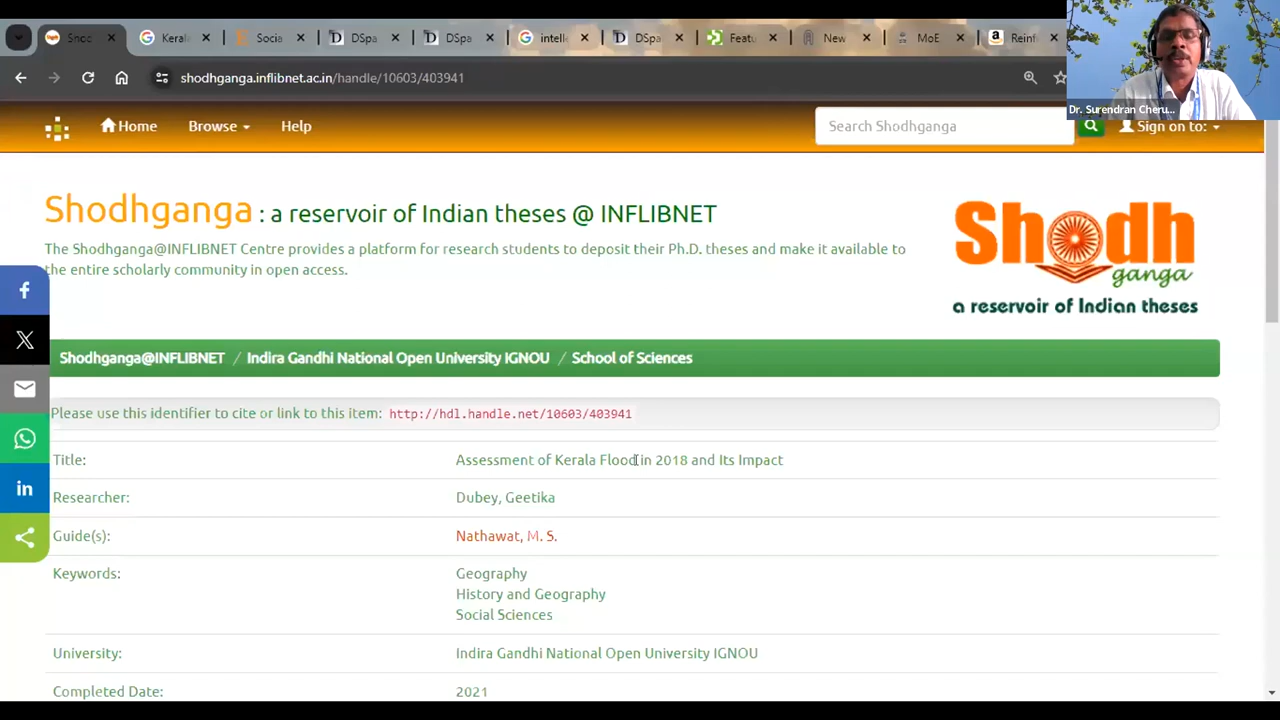 Shod
Kerala
Socia
DSpa
DSpa
intell
DSpa
Featu
New
MoE
Reinf
shodhganga.inflibnet.ac.in/handle/10603/403941
Dr. Surendran Cheru...
Home
Browse
Help
Search Shodhganga
Sign on to:
Shodhganga : a reservoir of Indian theses @ INFLIBNET
The Shodhganga@INFLIBNET Centre provides a platform for research students to deposit their Ph.D. theses and make it available to
the entire scholarly community in open access.
Shodh
ganga
a reservoir of Indian theses
Shodhganga@INFLIBNET / Indira Gandhi National Open University IGNOU / School of Sciences
Please use this identifier to cite or link to this item: http://hdl.handle.net/10603/403941
Title: Assessment of Kerala Flood in 2018 and Its Impact
Researcher: Dubey, Geetika
Guide(s): Nathawat, M. S.
Keywords: Geography
History and Geography
Social Sciences
University: Indira Gandhi National Open University IGNOU
Completed Date: 2021